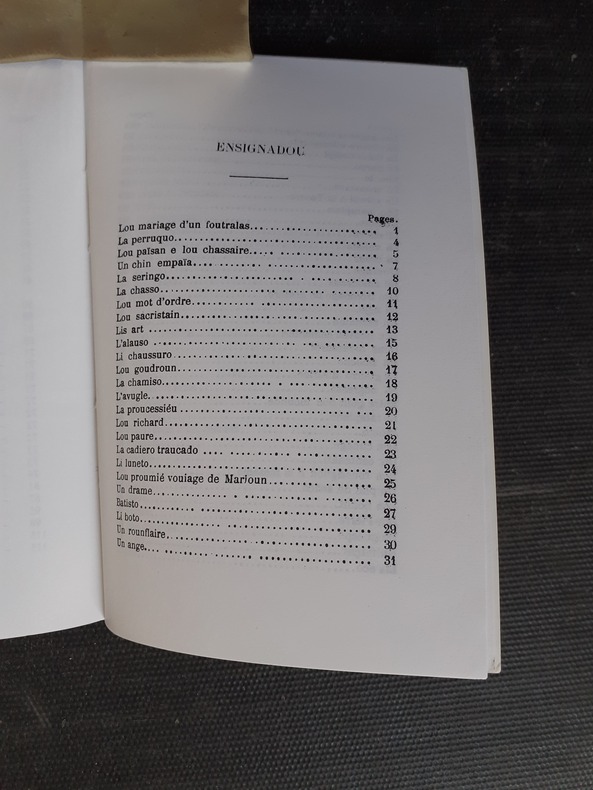 ENSIGNADOU
Pages.
Lou mariage d'un foutralas. 1
La perruquo. 4
Lou païsan e lou chassaire. 5
Un chin empaïa. 7
La seringo. 8
La chasso. 10
Lou mot d'ordre. 11
Lou sacristain. 12
Lis art 13
L'alauso. 15
Li chaussuro. 16
Lou goudroun. 17
La chamiso. 18
L'avugle. 19
La proucessiéu 20
Lou richard. 21
Lou paure. 22
La cadiero traucado 23
Li luneto. 24
Lou proumié vouiage de Marioun. 25
Un drame. 26
Batisto 27
Li boto. 29
Un rounflaire. 30
Un ange. 31